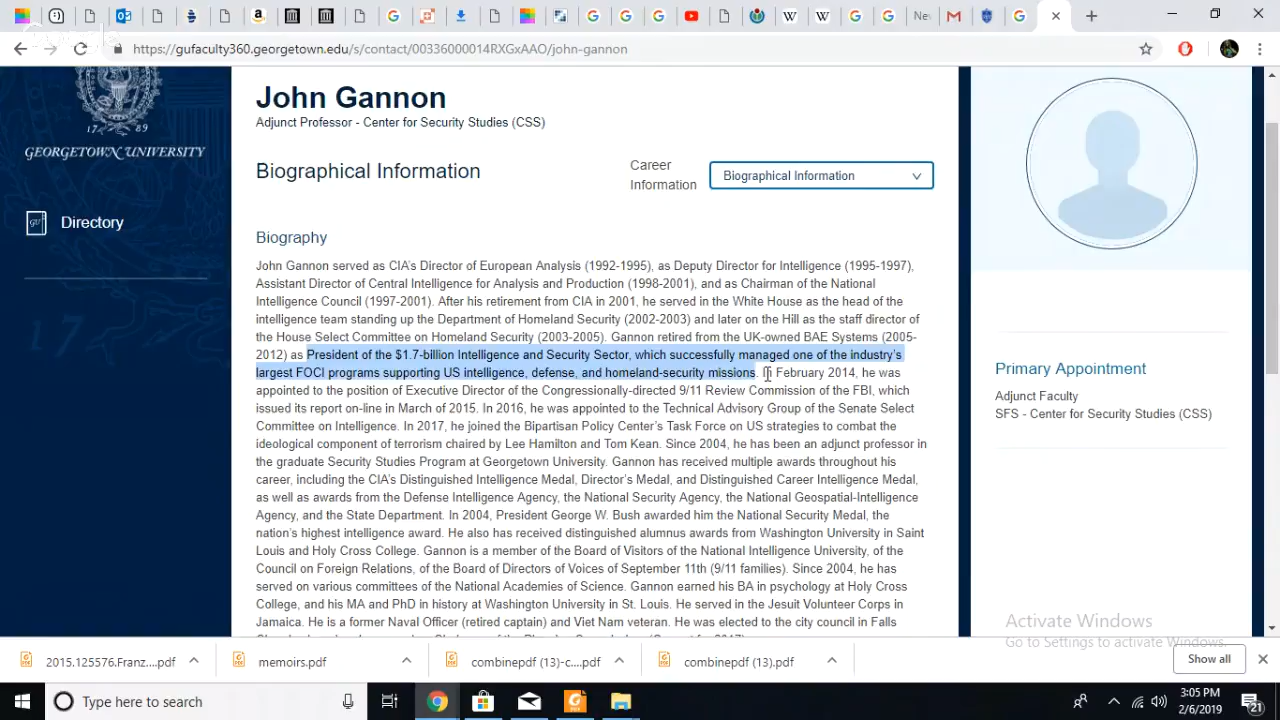 New
https://gufaculty360.georgetown.edu/s/contact/00336000014RXGxAAO/john-gannon
17 89
GEORGETOWN UNIVERSITY
GU
Directory
John Gannon
Adjunct Professor - Center for Security Studies (CSS)
Biographical Information
Career
Information
Biographical Information
Biography
John Gannon served as CIA's Director of European Analysis (1992-1995), as Deputy Director for Intelligence (1995-1997),
Assistant Director of Central Intelligence for Analysis and Production (1998-2001), and as Chairman of the National
Intelligence Council (1997-2001). After his retirement from CIA in 2001, he served in the White House as the head of the
intelligence team standing up the Department of Homeland Security (2002-2003) and later on the Hill as the staff director of
the House Select Committee on Homeland Security (2003-2005). Gannon retired from the UK-owned BAE Systems (2005-
2012) as President of the $1.7-billion Intelligence and Security Sector, which successfully managed one of the industry's
largest FOCI programs supporting US intelligence, defense, and homeland-security missions. In February 2014, he was
appointed to the position of Executive Director of the Congressionally-directed 9/11 Review Commission of the FBI, which
issued its report on-line in March of 2015. In 2016, he was appointed to the Technical Advisory Group of the Senate Select
Committee on Intelligence. In 2017, he joined the Bipartisan Policy Center's Task Force on US strategies to combat the
ideological component of terrorism chaired by Lee Hamilton and Tom Kean. Since 2004, he has been an adjunct professor in
the graduate Security Studies Program at Georgetown University. Gannon has received multiple awards throughout his
career, including the CIA's Distinguished Intelligence Medal, Director's Medal, and Distinguished Career Intelligence Medal,
as well as awards from the Defense Intelligence Agency, the National Security Agency, the National Geospatial-Intelligence
Agency, and the State Department. In 2004, President George W. Bush awarded him the National Security Medal, the
nation's highest intelligence award. He also has received distinguished alumnus awards from Washington University in Saint
Louis and Holy Cross College. Gannon is a member of the Board of Visitors of the National Intelligence University, of the
Council on Foreign Relations, of the Board of Directors of Voices of September 11th (9/11 families). Since 2004, he has
served on various committees of the National Academies of Science. Gannon earned his BA in psychology at Holy Cross
College, and his MA and PhD in history at Washington University in St. Louis. He served in the Jesuit Volunteer Corps in
Jamaica. He is a former Naval Officer (retired captain) and Viet Nam veteran. He was elected to the city council in Falls
Primary Appointment
Adjunct Faculty
SFS - Center for Security Studies (CSS)
Activate Windows
Go to Settings to activate Windows.
2015.125576.Franz....pdf
memoirs.pdf
combinepdf (13)-c....pdf
combinepdf (13).pdf
Show all
Type here to search
3:05 PM
2/6/2019
21